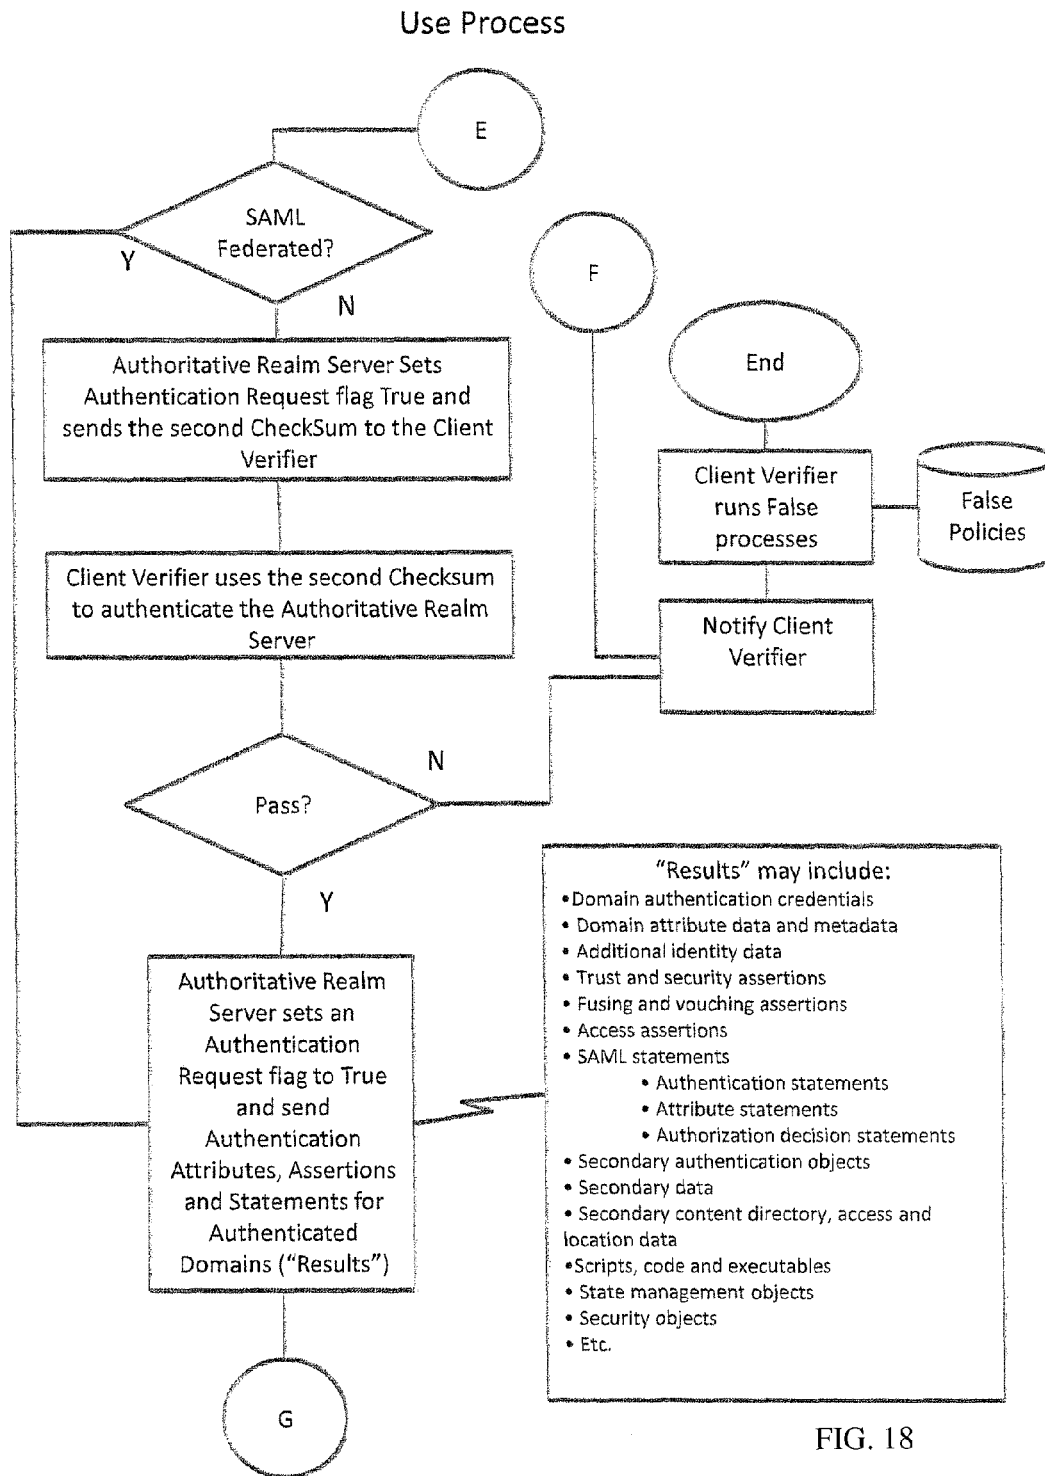 Use Process
E
SAML
Federated?
Y
N
F
Authoritative Realm Server Sets
Authentication Request flag True and
sends the second CheckSum to the Client
Verifier
End
Client Verifier
runs False
processes
False
Policies
Client Verifier uses the second Checksum
to authenticate the Authoritative Realm
Server
Notify Client
Verifier
Pass?
N
Y
Authoritative Realm
Server sets an
Authentication
Request flag to True
and send
Authentication
Attributes, Assertions
and Statements for
Authenticated
Domains (“Results”)
“Results” may include:
•Domain authentication credentials
• Domain attribute data and metadata
• Additional identity data
• Trust and security assertions
• Fusing and vouching assertions
• Access assertions
• SAML statements
• Authentication statements
• Attribute statements
• Authorization decision statements
• Secondary authentication objects
• Secondary data
• Secondary content directory, access and
location data
•Scripts, code and executables
• State management objects
• Security objects
• Etc.
G
FIG. 18